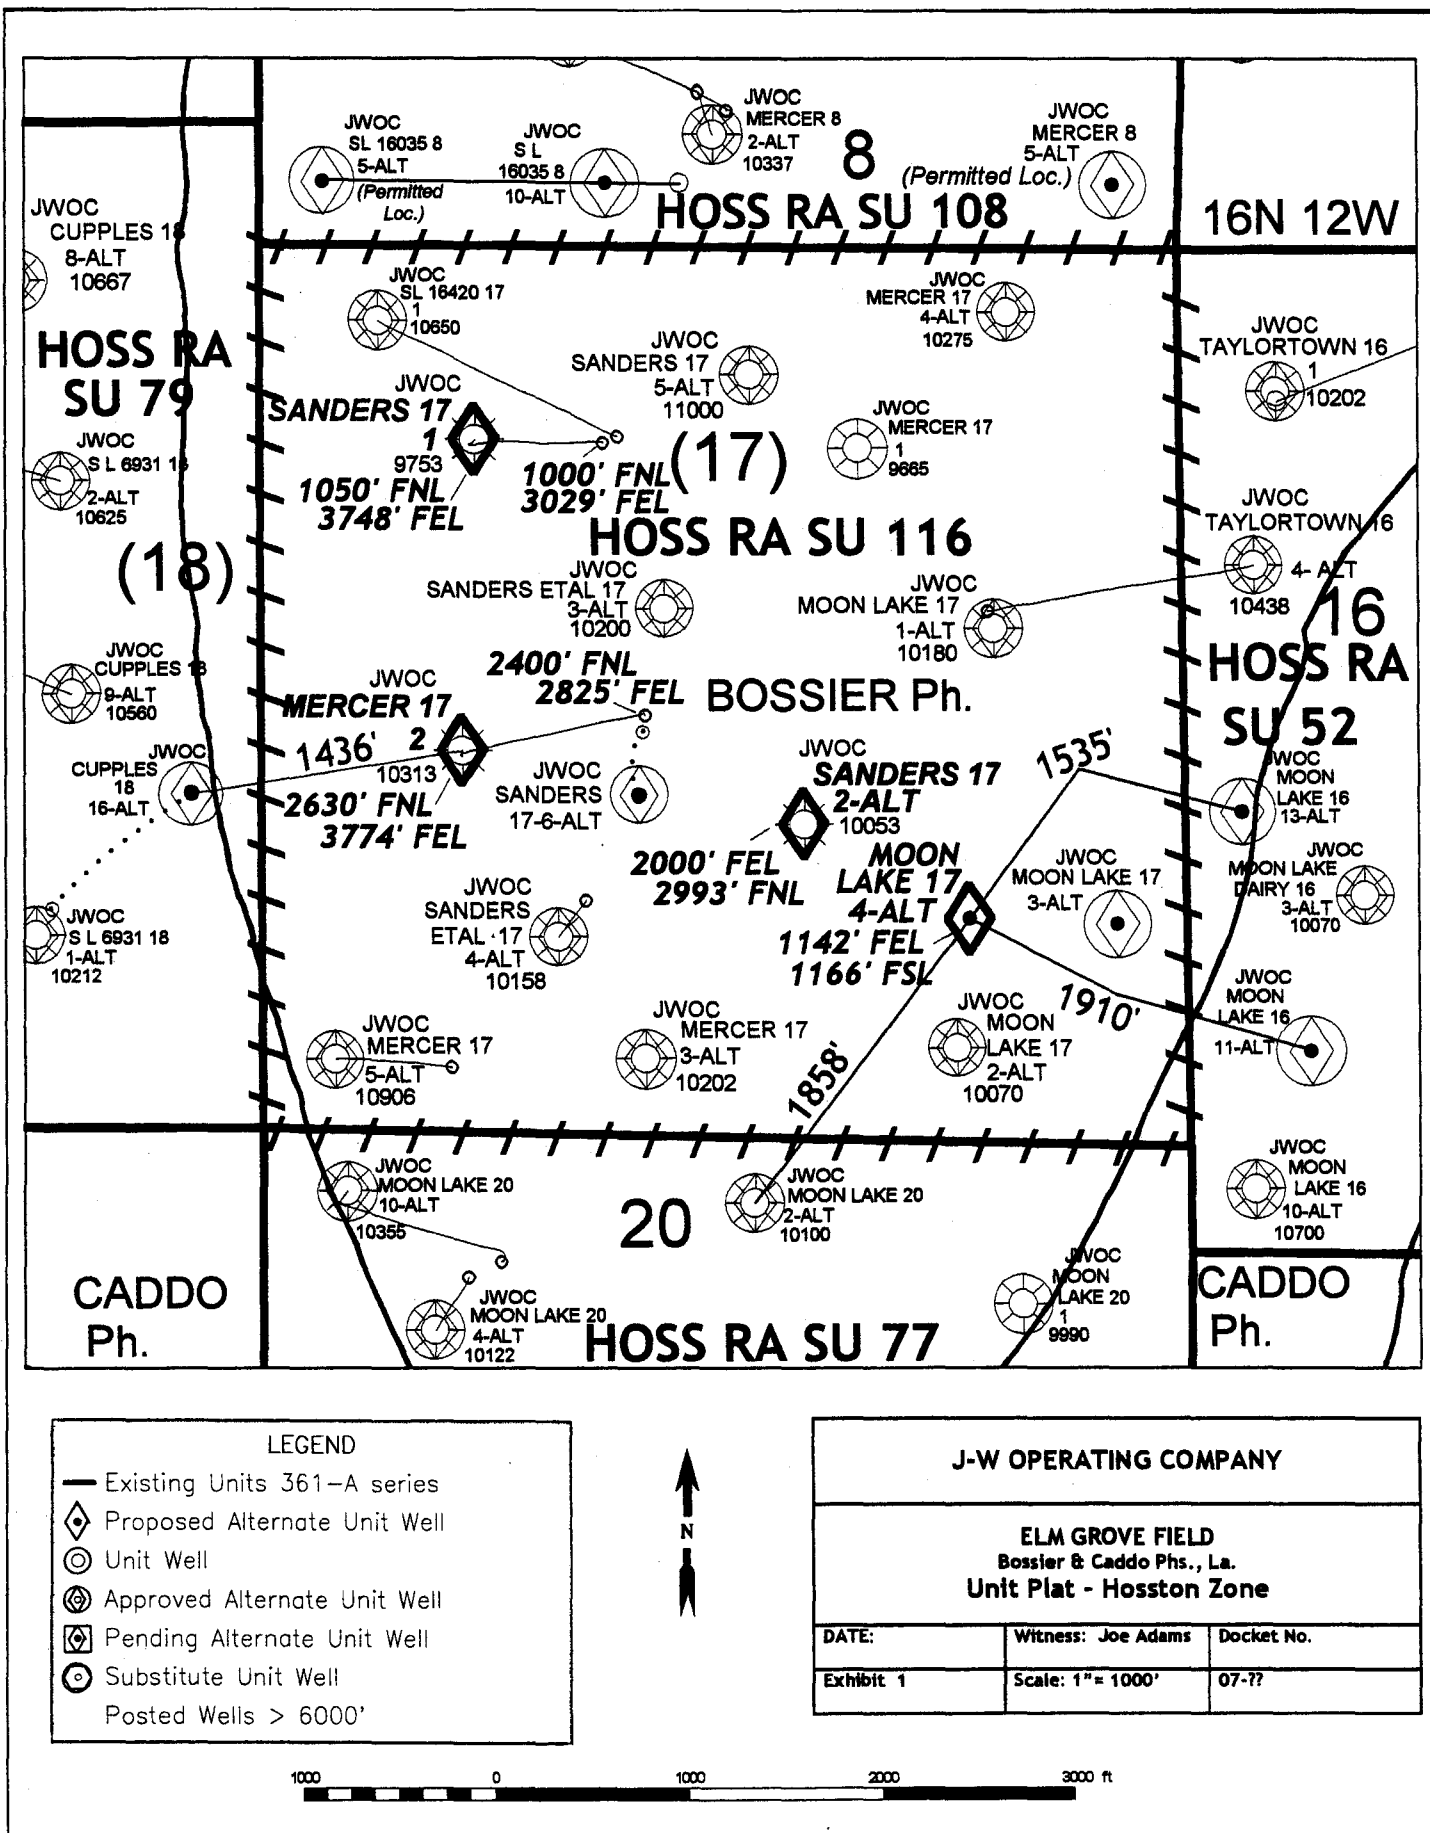 JWOC
MERCER 8
2-ALT
10337
JWOC
SL 16035 8
5-ALT
(Permitted
Loc.)
JWOC
S L
16035 8
10-ALT
8
JWOC
MERCER 8
5-ALT
(Permitted Loc.)
HOSS RA SU 108
16N 12W
JWOC
CUPPLES 18
8-ALT
10667
JWOC
SL 16420 17
1
10650
JWOC
MERCER 17
4-ALT
10275
JWOC
SANDERS 17
5-ALT
11000
JWOC
TAYLORTOWN 16
1
10202
HOSS RA
SU 79
JWOC
SANDERS 17
1
9753
1050' FNL
3748' FEL
1000' FNL
3029' FEL
(17)
JWOC
MERCER 17
1
9665
JWOC
S L 6931 18
2-ALT
10625
HOSS RA SU 116
JWOC
TAYLORTOWN 16
4- ALT
10438
(18)
JWOC
SANDERS ETAL 17
3-ALT
10200
JWOC
MOON LAKE 17
1-ALT
10180
16
HOSS RA
SU 52
JWOC
CUPPLES 18
9-ALT
10560
2400' FNL
2825' FEL
BOSSIER Ph.
JWOC
MERCER 17
2
10313
1436'
2630' FNL
3774' FEL
JWOC
CUPPLES
18
16-ALT
JWOC
SANDERS
17-6-ALT
JWOC
SANDERS 17
2-ALT
10053
2000' FEL
2993' FNL
1535'
JWOC
MOON
LAKE 16
13-ALT
MOON
LAKE 17
4-ALT
1142' FEL
1166' FSL
JWOC
MOON LAKE 17
3-ALT
JWOC
MOON LAKE
DAIRY 16
3-ALT
10070
JWOC
S L 6931 18
1-ALT
10212
JWOC
SANDERS
ETAL 17
4-ALT
10158
JWOC
MOON
LAKE 16
11-ALT
1910'
1858'
JWOC
MERCER 17
5-ALT
10906
JWOC
MERCER 17
3-ALT
10202
JWOC
MOON
LAKE 17
2-ALT
10070
JWOC
MOON LAKE 20
10-ALT
10355
20
JWOC
MOON LAKE 20
2-ALT
10100
JWOC
MOON
LAKE 16
10-ALT
10700
CADDO
Ph.
JWOC
MOON LAKE 20
4-ALT
10122
HOSS RA SU 77
JWOC
MOON
LAKE 20
1
9990
CADDO
Ph.
LEGEND
Existing Units 361-A series
Proposed Alternate Unit Well
Unit Well
Approved Alternate Unit Well
Pending Alternate Unit Well
Substitute Unit Well
Posted Wells > 6000'
N
J-W OPERATING COMPANY
ELM GROVE FIELD
Bossier & Caddo Phs., La.
Unit Plat - Hosston Zone
DATE: Witness: Joe Adams Docket No.
Exhibit 1 Scale: 1"= 1000' 07-??
1000 0 1000 2000 3000 ft